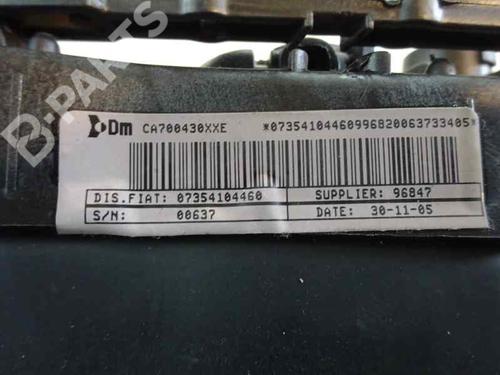 Dm CA700430XXE *07354104460996820063733405*
DIS.FIAT: 07354104460 SUPPLIER: 96847
S/N: 00637 DATE: 30-11-05
B-PARTS